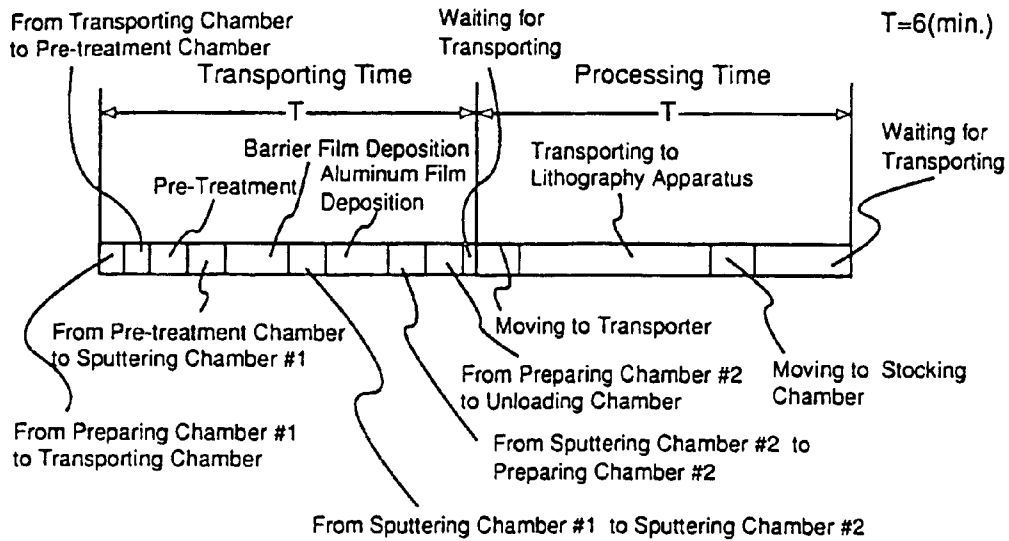 From Transporting Chamber
to Pre-treatment Chamber
Waiting for
Transporting
T=6(min.)
Transporting Time
Processing Time
T
T
Waiting for
Transporting
Barrier Film Deposition
Aluminum Film
Deposition
Pre-Treatment
Transporting to
Lithography Apparatus
From Pre-treatment Chamber
to Sputtering Chamber #1
Moving to Transporter
From Preparing Chamber #2
to Unloading Chamber
Moving to Stocking
Chamber
From Preparing Chamber #1
to Transporting Chamber
From Sputtering Chamber #2 to
Preparing Chamber #2
From Sputtering Chamber #1 to Sputtering Chamber #2